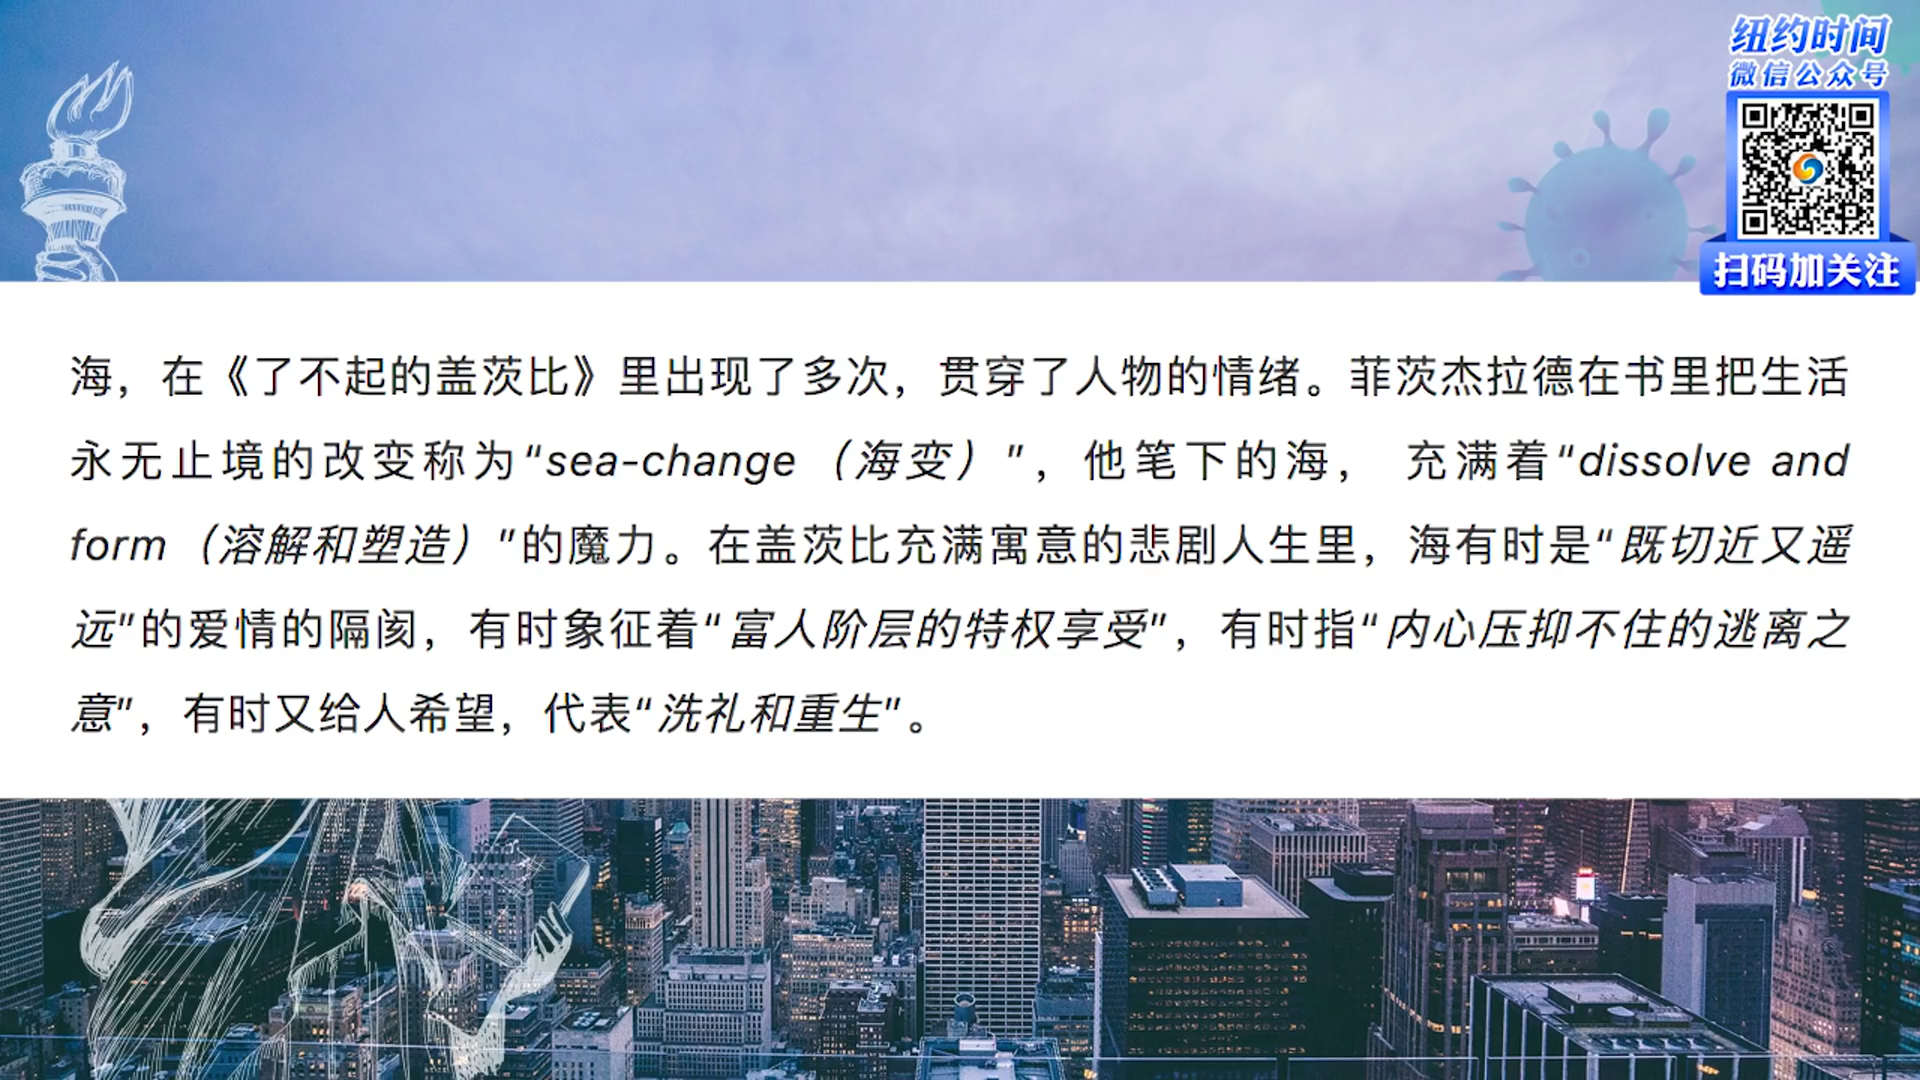 纽约时间
微信公众号
扫码加关注
海，在《了不起的盖茨比》里出现了多次，贯穿了人物的情绪。菲茨杰拉德在书里把生活
永无止境的改变称为“sea-change（海变）”，他笔下的海， 充满着“dissolve and
form（溶解和塑造）”的魔力。在盖茨比充满寓意的悲剧人生里，海有时是“既切近又遥
远”的爱情的隔阂，有时象征着“富人阶层的特权享受”，有时指“内心压抑不住的逃离之
意”，有时又给人希望，代表“洗礼和重生”。